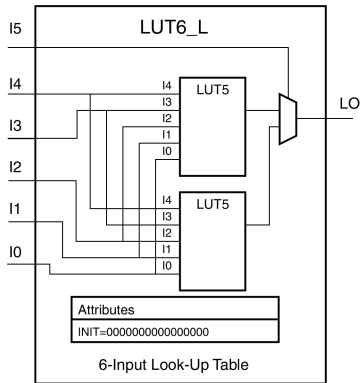 I5
LUT6_L
I4
I4
LUT5
I3
I2
I1
I0
LO
I3
I2
I4
LUT5
I3
I2
I1
I0
I1
I0
Attributes
INIT=0000000000000000
6-Input Look-Up Table